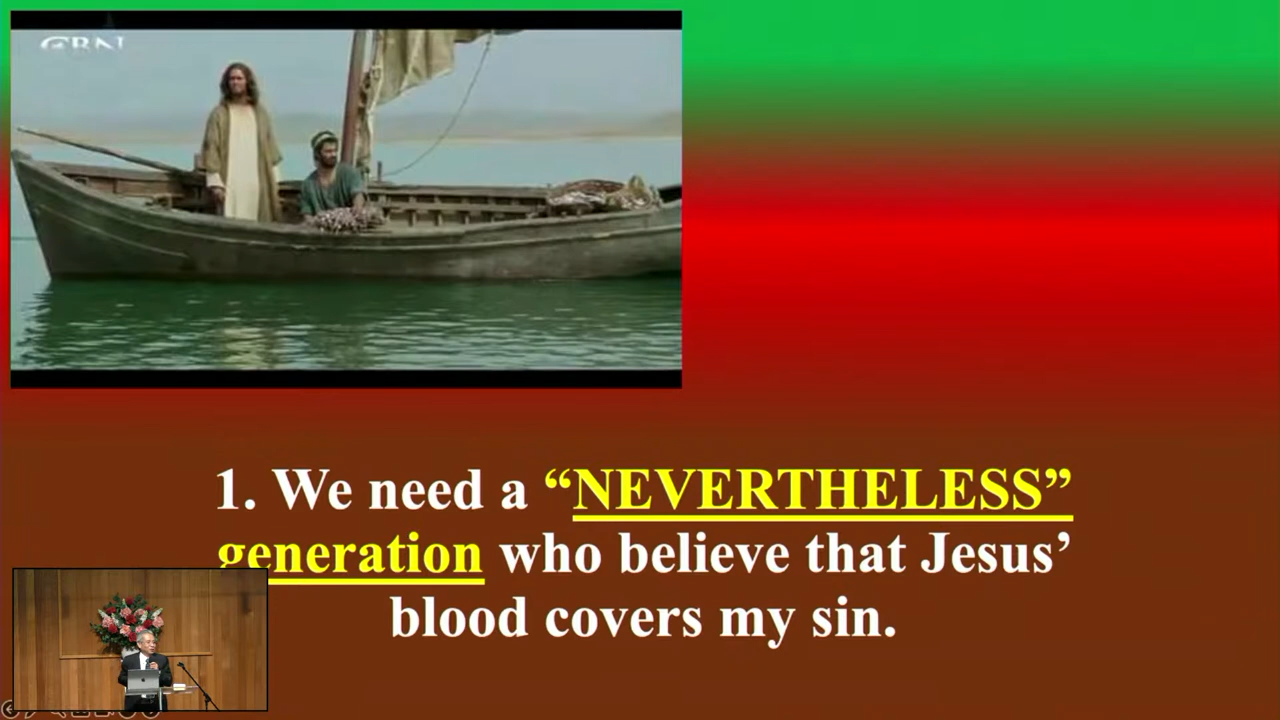 CBN
1. We need a “NEVERTHELESS”
generation who believe that Jesus’
blood covers my sin.